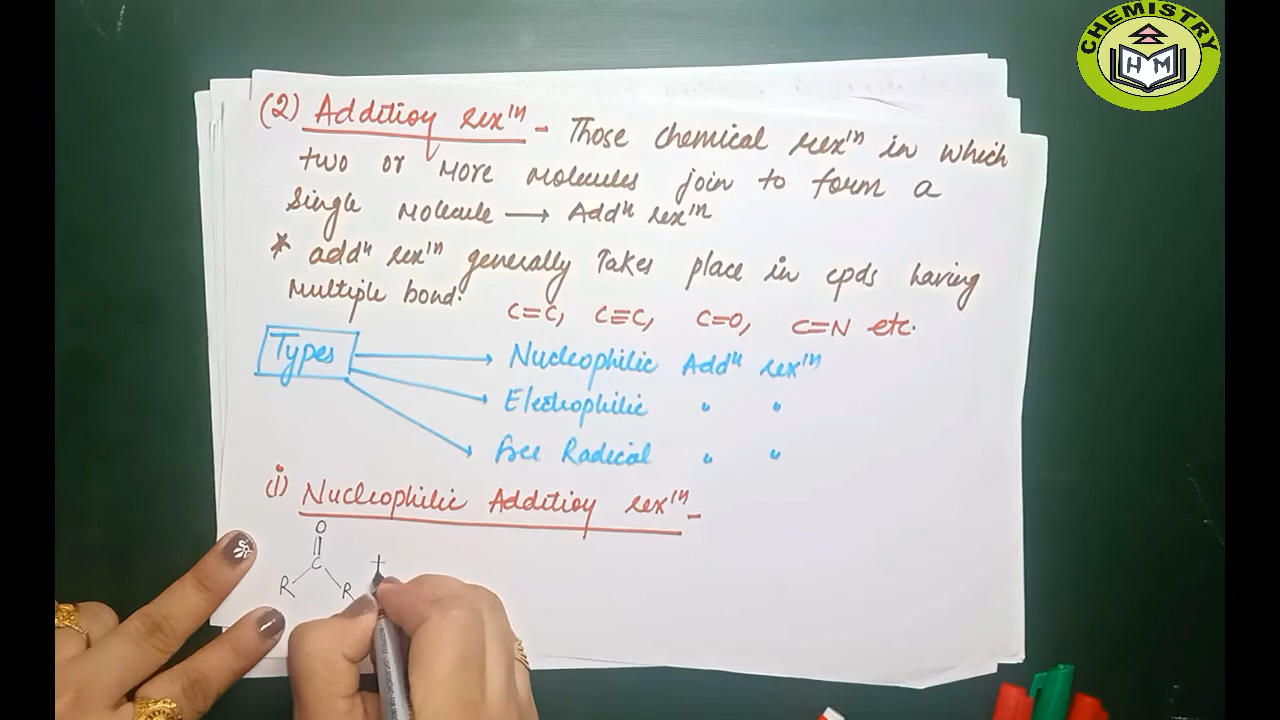 CHEMISTRY
H M
(2) Addition rexⁿ - Those chemical rexⁿ in which
two or more molecules join to form a
single molecule → Addⁿ rexⁿ
* addⁿ rexⁿ generally takes place in cpds having
multiple bond.
C=C, C≡C, C=O, C=N etc.
Types
Nucleophilic Addⁿ rexⁿ
Electrophilic " "
Free Radical " "
(i) Nucleophilic Addition rexⁿ -
O
C
R R +